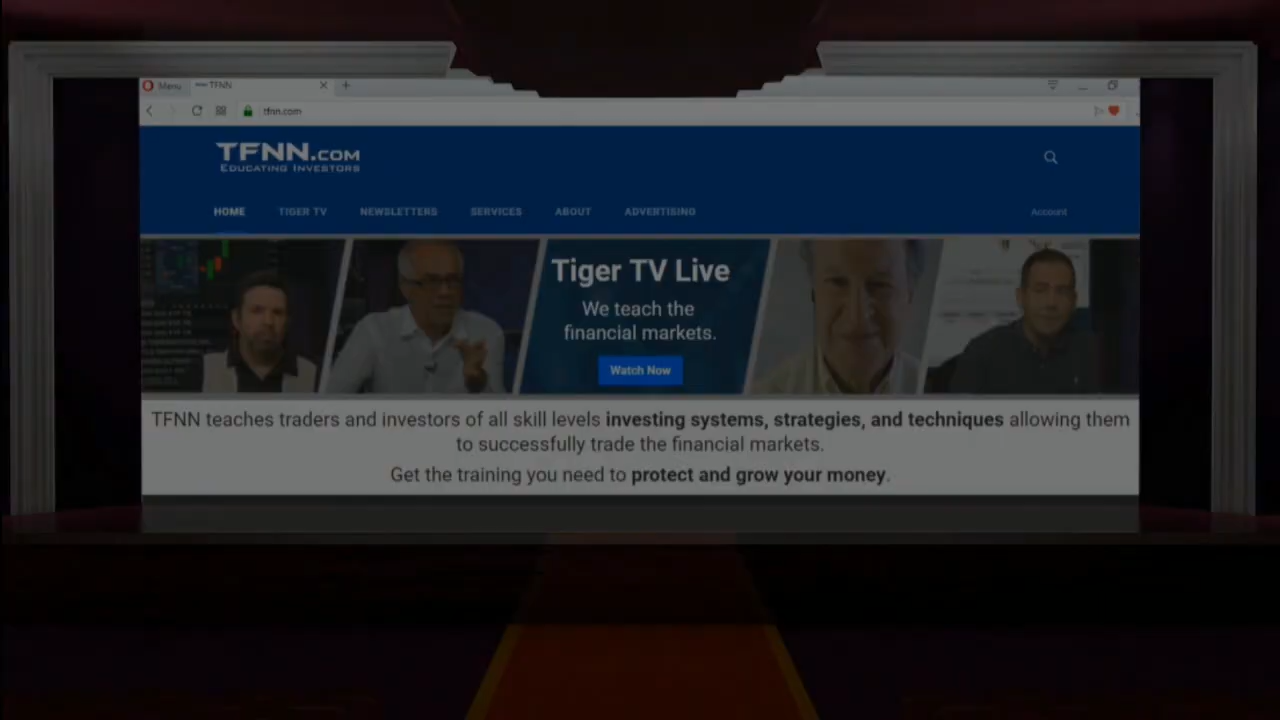 Menu
TFNN
tfnn.com
TFNN.COM
EDUCATING INVESTORS
HOME
TIGER TV
NEWSLETTERS
SERVICES
ABOUT
ADVERTISING
Account
Tiger TV Live
We teach the
financial markets.
Watch Now
TFNN teaches traders and investors of all skill levels investing systems, strategies, and techniques allowing them
to successfully trade the financial markets.
Get the training you need to protect and grow your money.